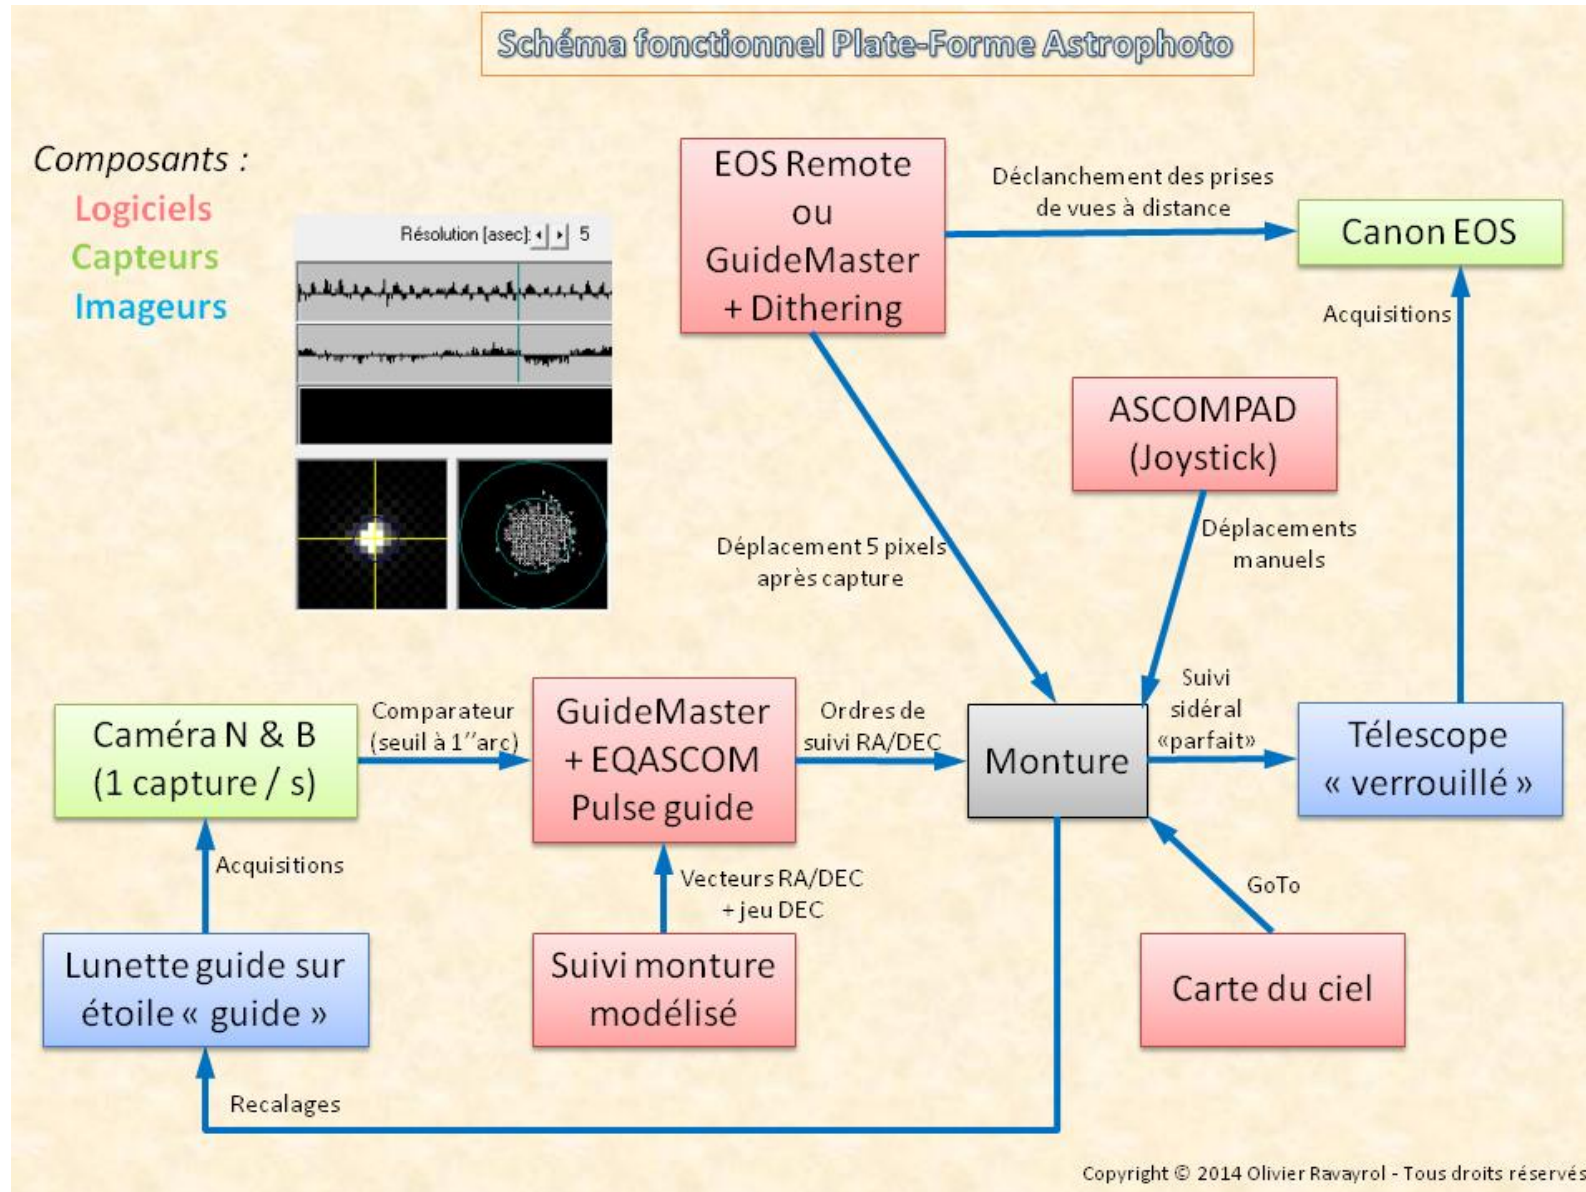 Schéma fonctionnel Plate-Forme Astrophoto
Composants :
Logiciels
Capteurs
Imageurs
Résolution [asec]: 5
EOS Remote
ou
GuideMaster
+ Dithering
Déclanchement des prises
de vues à distance
Canon EOS
Acquisitions
ASCOMPAD
(Joystick)
Déplacement 5 pixels
après capture
Déplacements
manuels
Caméra N & B
(1 capture / s)
Comparateur
(seuil à 1’’arc)
GuideMaster
+ EQASCOM
Pulse guide
Ordres de
suivi RA/DEC
Monture
Suivi
sidéral
«parfait»
Télescope
« verrouillé »
Acquisitions
Vecteurs RA/DEC
+ jeu DEC
GoTo
Lunette guide sur
étoile « guide »
Suivi monture
modélisé
Carte du ciel
Recalages
Copyright © 2014 Olivier Ravayrol - Tous droits réservés